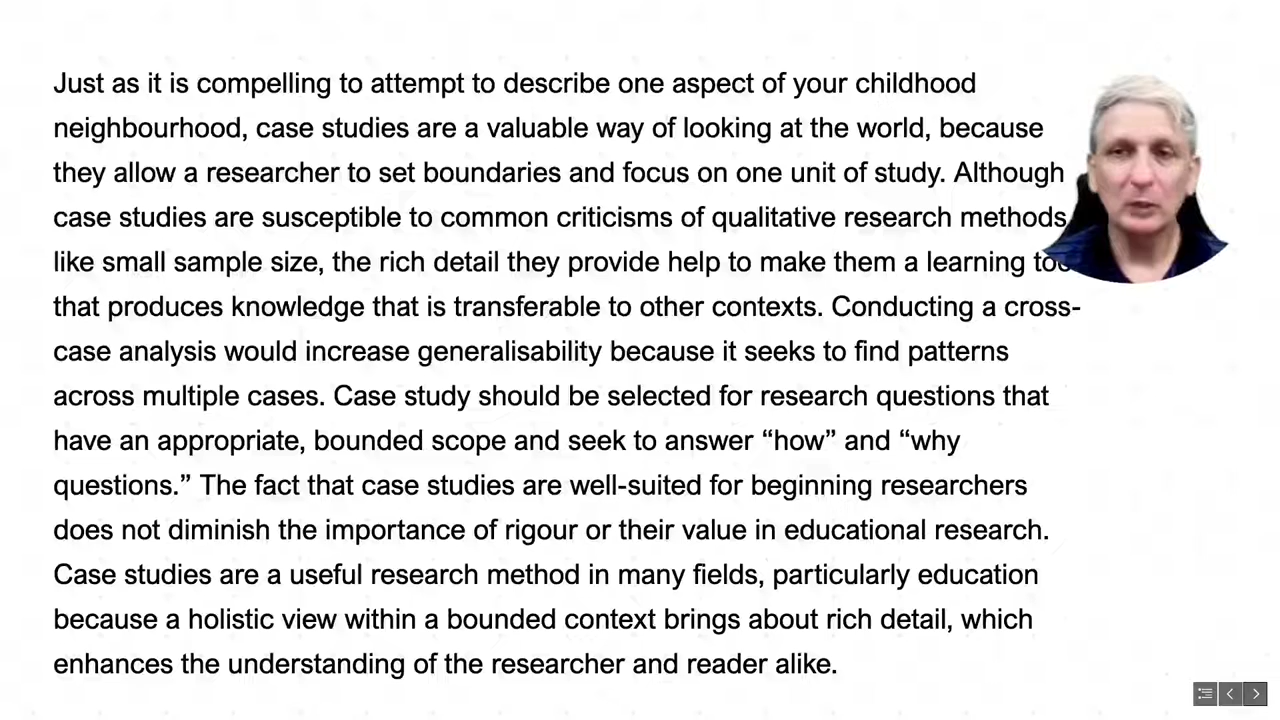 Just as it is compelling to attempt to describe one aspect of your childhood
neighbourhood, case studies are a valuable way of looking at the world, because
they allow a researcher to set boundaries and focus on one unit of study. Although
case studies are susceptible to common criticisms of qualitative research methods,
like small sample size, the rich detail they provide help to make them a learning
that produces knowledge that is transferable to other contexts. Conducting a cross-
case analysis would increase generalisability because it seeks to find patterns
across multiple cases. Case study should be selected for research questions that
have an appropriate, bounded scope and seek to answer “how” and “why
questions.” The fact that case studies are well-suited for beginning researchers
does not diminish the importance of rigour or their value in educational research.
Case studies are a useful research method in many fields, particularly education
because a holistic view within a bounded context brings about rich detail, which
enhances the understanding of the researcher and reader alike.